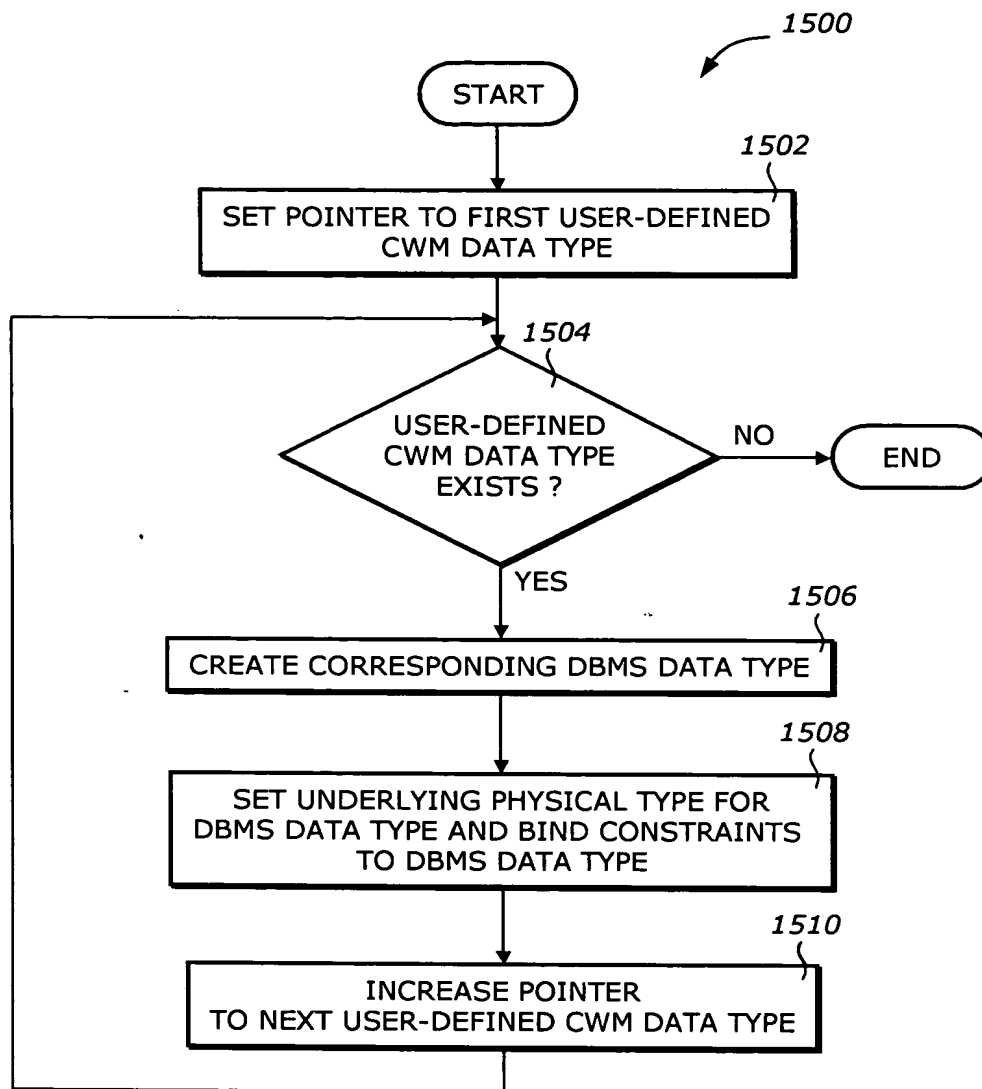 1500
START
1502
SET POINTER TO FIRST USER-DEFINED
CWM DATA TYPE
1504
USER-DEFINED
CWM DATA TYPE
EXISTS ?
NO
END
YES
1506
CREATE CORRESPONDING DBMS DATA TYPE
1508
SET UNDERLYING PHYSICAL TYPE FOR
DBMS DATA TYPE AND BIND CONSTRAINTS
TO DBMS DATA TYPE
1510
INCREASE POINTER
TO NEXT USER-DEFINED CWM DATA TYPE